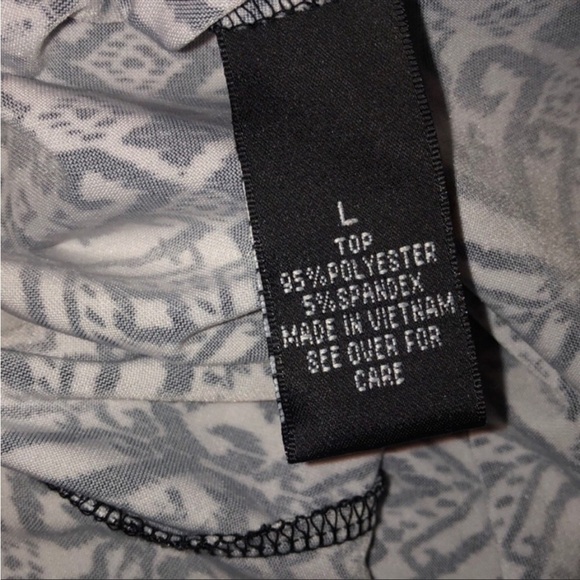 L
TOP
95%POLYESTER
5%SPANDEX
MADE IN VIETNAM
SEE OVER FOR
CARE